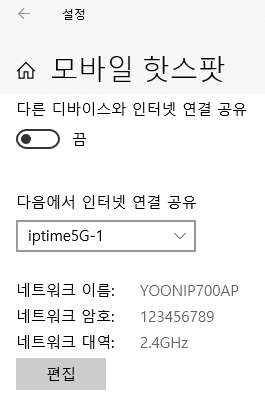 설정
모바일 핫스팟
다른 디바이스와 인터넷 연결 공유
끔
다음에서 인터넷 연결 공유
iptime5G-1
네트워크 이름: YOONIP700AP
네트워크 암호: 123456789
네트워크 대역: 2.4GHz
편집